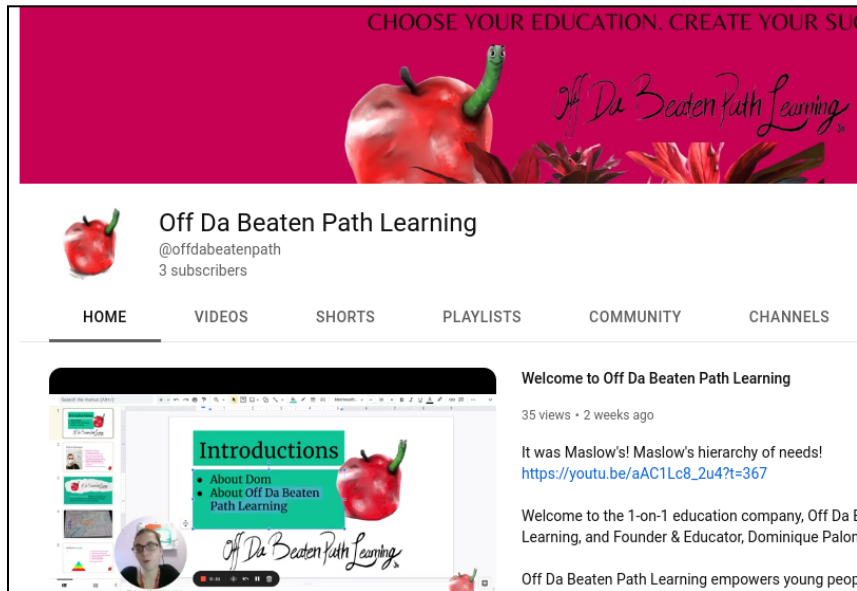 CHOOSE YOUR EDUCATION. CREATE YOUR SU
Off Da Beaten Path Learning
Off Da Beaten Path Learning
@offdabeatenpath
3 subscribers
HOME VIDEOS SHORTS PLAYLISTS COMMUNITY CHANNELS
Welcome to Off Da Beaten Path Learning
35 views • 2 weeks ago
It was Maslow's! Maslow's hierarchy of needs!
https://youtu.be/aAC1Lc8_2u4?t=367
Welcome to the 1-on-1 education company, Off Da
Learning, and Founder & Educator, Dominique
Off Da Beaten Path Learning empowers young
Search the menus
Introductions
• About Dom
• About Off Da Beaten
Path Learning
Off Da Beaten Path Learning